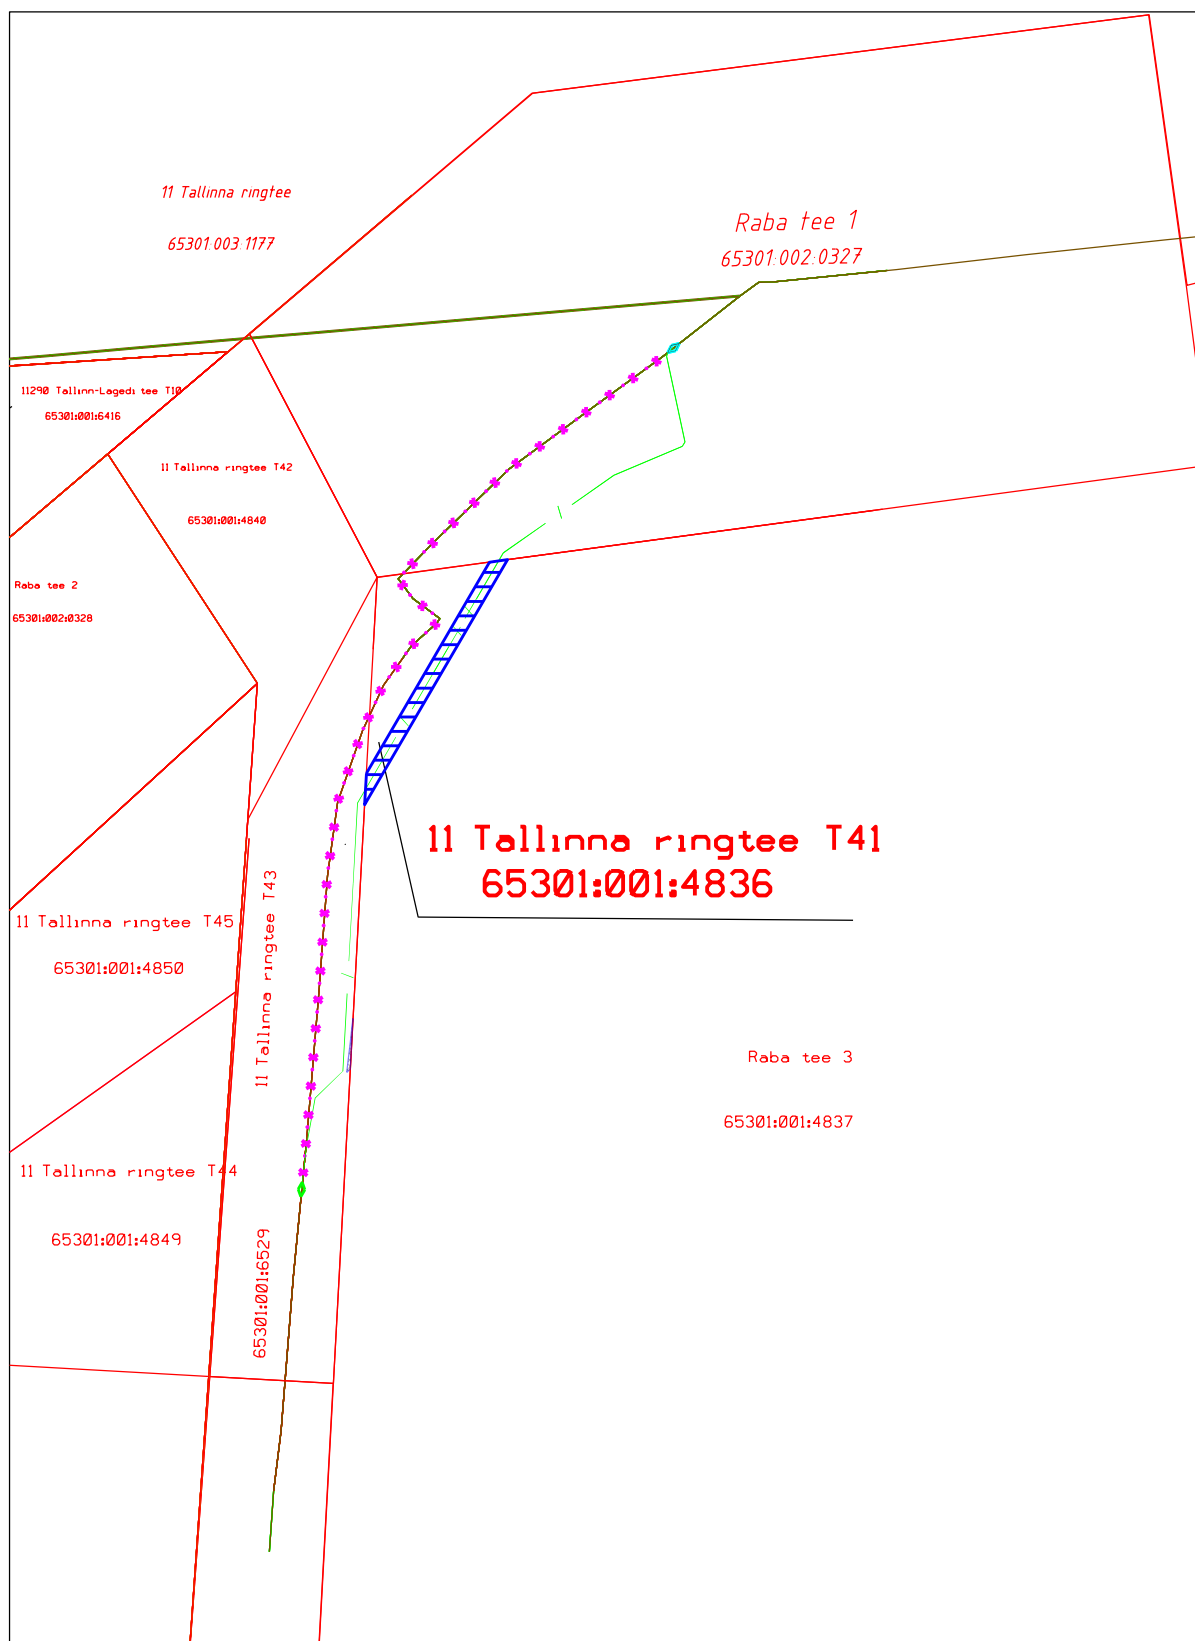 11 Tallinna ringtee
65301:003:1177
Raba tee 1
65301:002:0327
11290 Tallinn-Lagedi tee T10
65301:001:6416
11 Tallinna ringtee T42
65301:001:4840
Raba tee 2
65301:002:0328
11 Tallinna ringtee T41
65301:001:4836
11 Tallinna ringtee T45
65301:001:4850
11 Tallinna ringtee T43
65301:001:6529
Raba tee 3
65301:001:4837
11 Tallinna ringtee T44
65301:001:4849